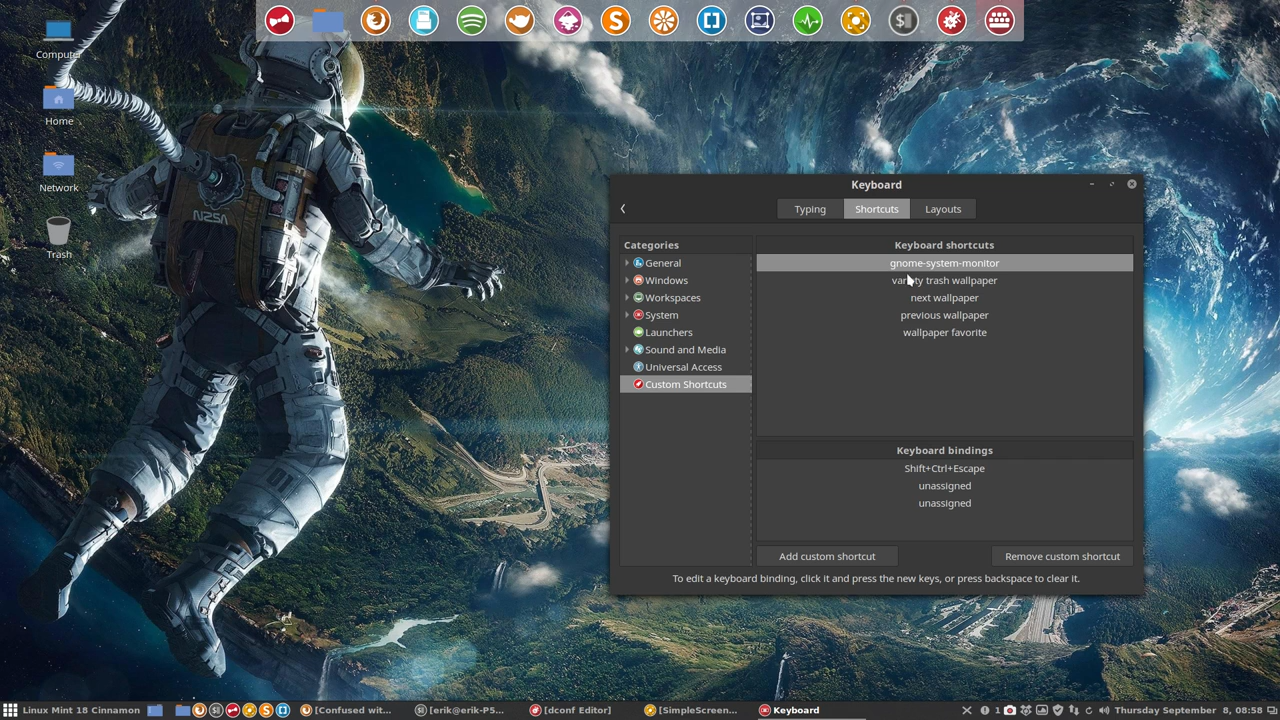 Computer
Home
Network
Trash
NZSA
Keyboard
Typing
Shortcuts
Layouts
Categories
General
Windows
Workspaces
System
Launchers
Sound and Media
Universal Access
Custom Shortcuts
Keyboard shortcuts
gnome-system-monitor
variety trash wallpaper
next wallpaper
previous wallpaper
wallpaper favorite
Keyboard bindings
Shift+Ctrl+Escape
unassigned
unassigned
Add custom shortcut
Remove custom shortcut
To edit a keyboard binding, click it and press the new keys, or press backspace to clear it.
Linux Mint 18 Cinnamon
[Confused wit...
[erik@erik-P5...
[dconf Editor]
[SimpleScreen...
Keyboard
1
Thursday September 8, 08:58